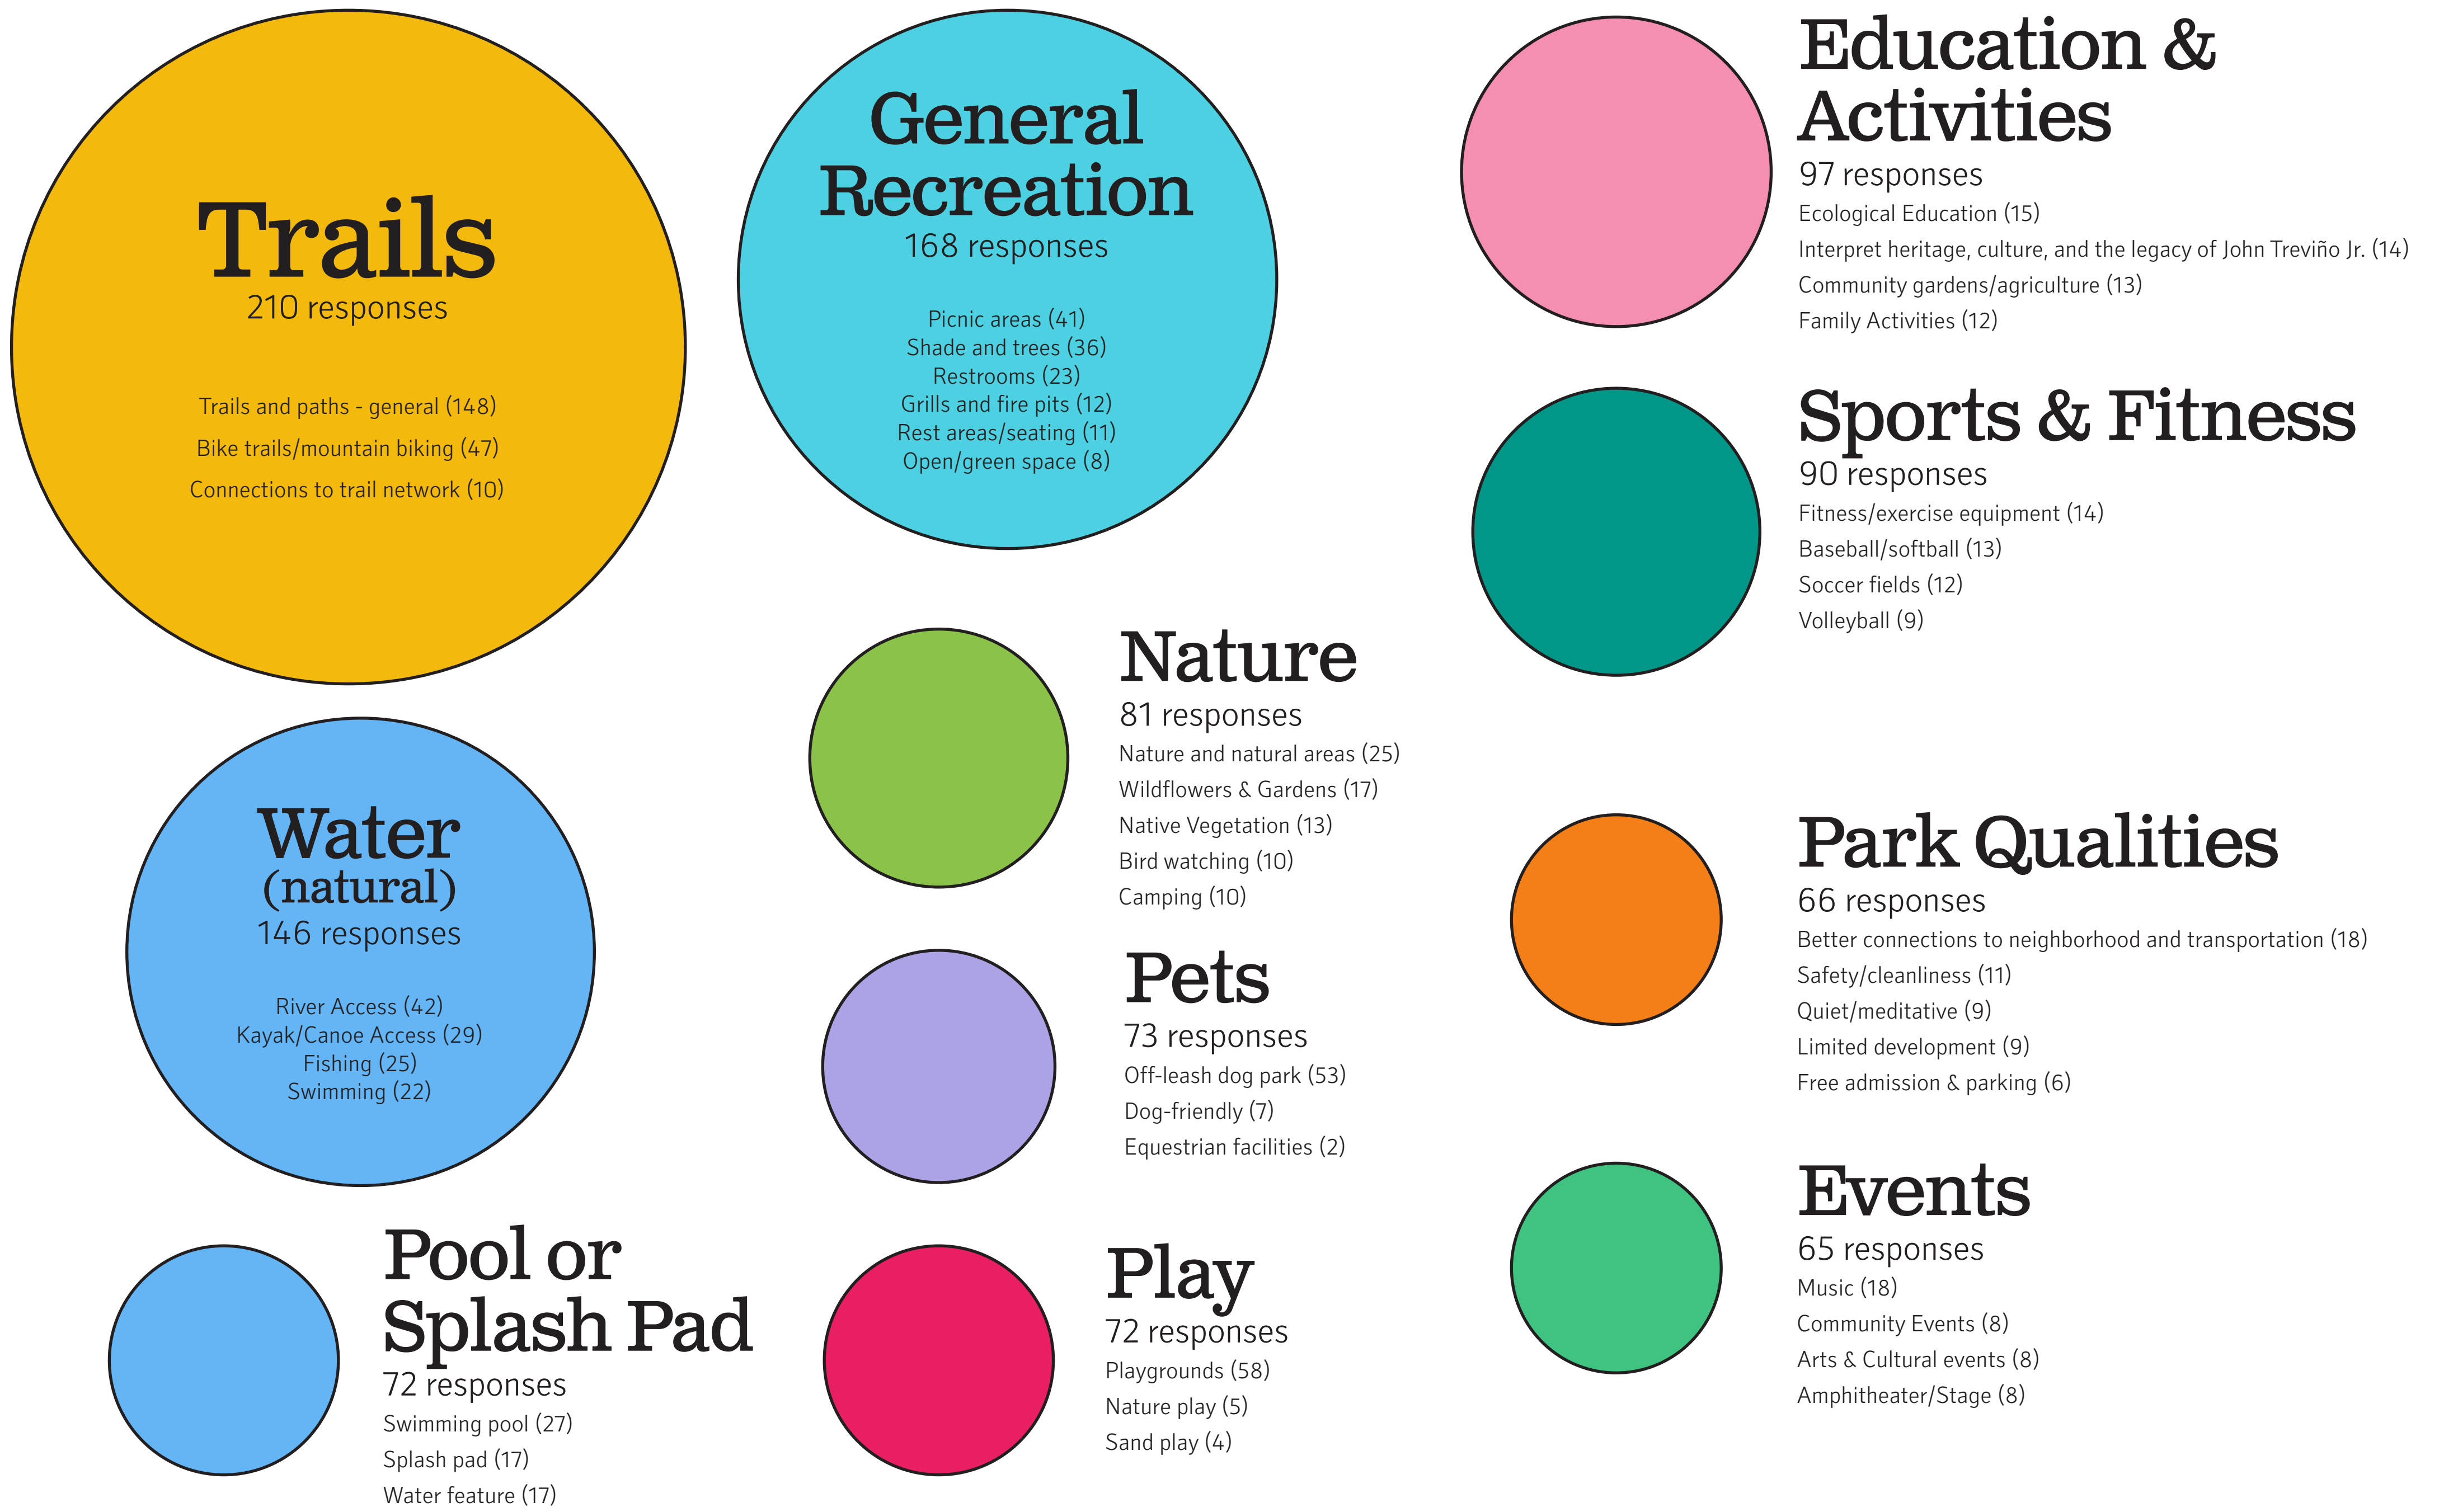 Trails
210 responses
Trails and paths - general (148)
Bike trails/mountain biking (47)
Connections to trail network (10)
General
Recreation
168 responses
Picnic areas (41)
Shade and trees (36)
Restrooms (23)
Grills and fire pits (12)
Rest areas/seating (11)
Open/green space (8)
Education &
Activities
97 responses
Ecological Education (15)
Interpret heritage, culture, and the legacy of John Treviño Jr. (14)
Community gardens/agriculture (13)
Family Activities (12)
Sports & Fitness
90 responses
Fitness/exercise equipment (14)
Baseball/softball (13)
Soccer fields (12)
Volleyball (9)
Water
(natural)
146 responses
River Access (42)
Kayak/Canoe Access (29)
Fishing (25)
Swimming (22)
Nature
81 responses
Nature and natural areas (25)
Wildflowers & Gardens (17)
Native Vegetation (13)
Bird watching (10)
Camping (10)
Park Qualities
66 responses
Better connections to neighborhood and transportation (18)
Safety/cleanliness (11)
Quiet/meditative (9)
Limited development (9)
Free admission & parking (6)
Pets
73 responses
Off-leash dog park (53)
Dog-friendly (7)
Equestrian facilities (2)
Pool or
Splash Pad
72 responses
Swimming pool (27)
Splash pad (17)
Water feature (17)
Play
72 responses
Playgrounds (58)
Nature play (5)
Sand play (4)
Events
65 responses
Music (18)
Community Events (8)
Arts & Cultural events (8)
Amphitheater/Stage (8)